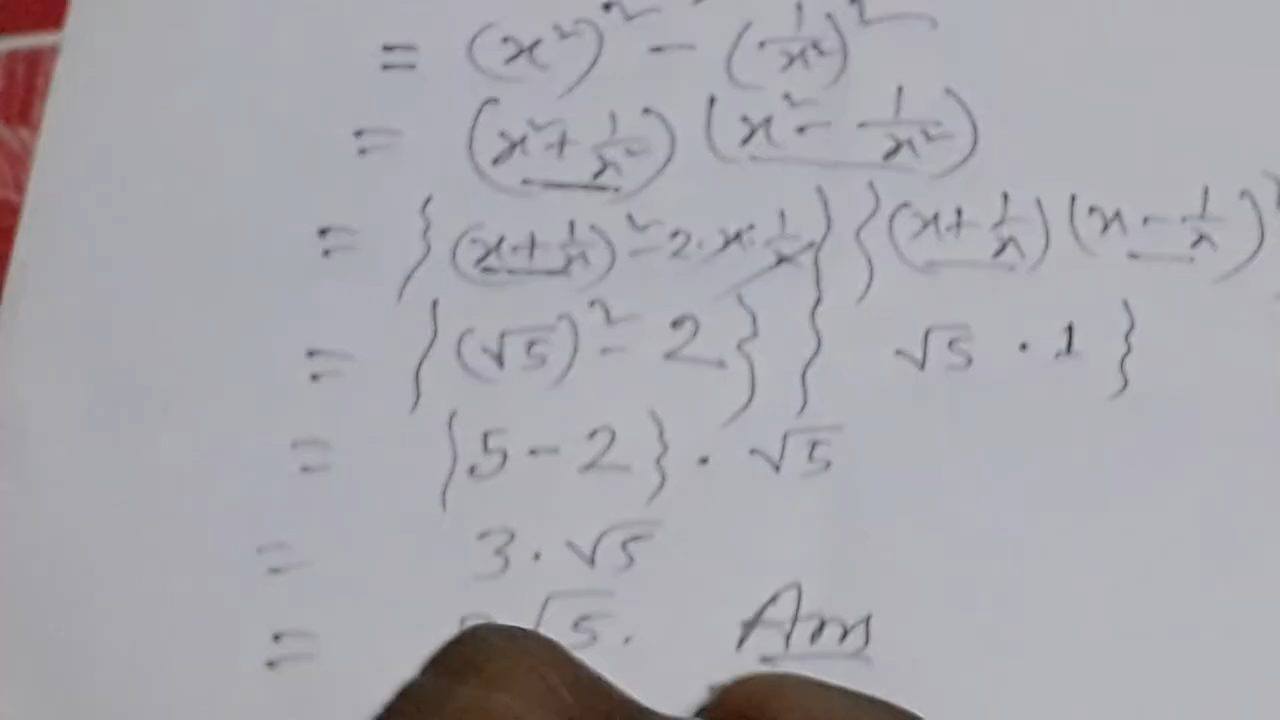 = (x²)² - (1/x²)²
= (x² + 1/x²) (x² - 1/x²)
= {(x + 1/x)² - 2·x·1/x} {(x + 1/x) (x - 1/x)
= {(√5)² - 2} { √5 · 1 }
= {5 - 2} · √5
= 3 · √5
= √5. Ans